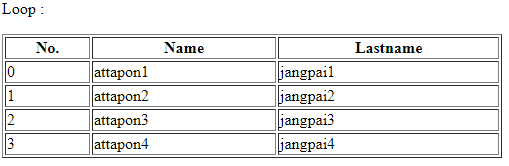 Loop :
No. Name Lastname
0 attapon1 jangpai1
1 attapon2 jangpai2
2 attapon3 jangpai3
3 attapon4 jangpai4